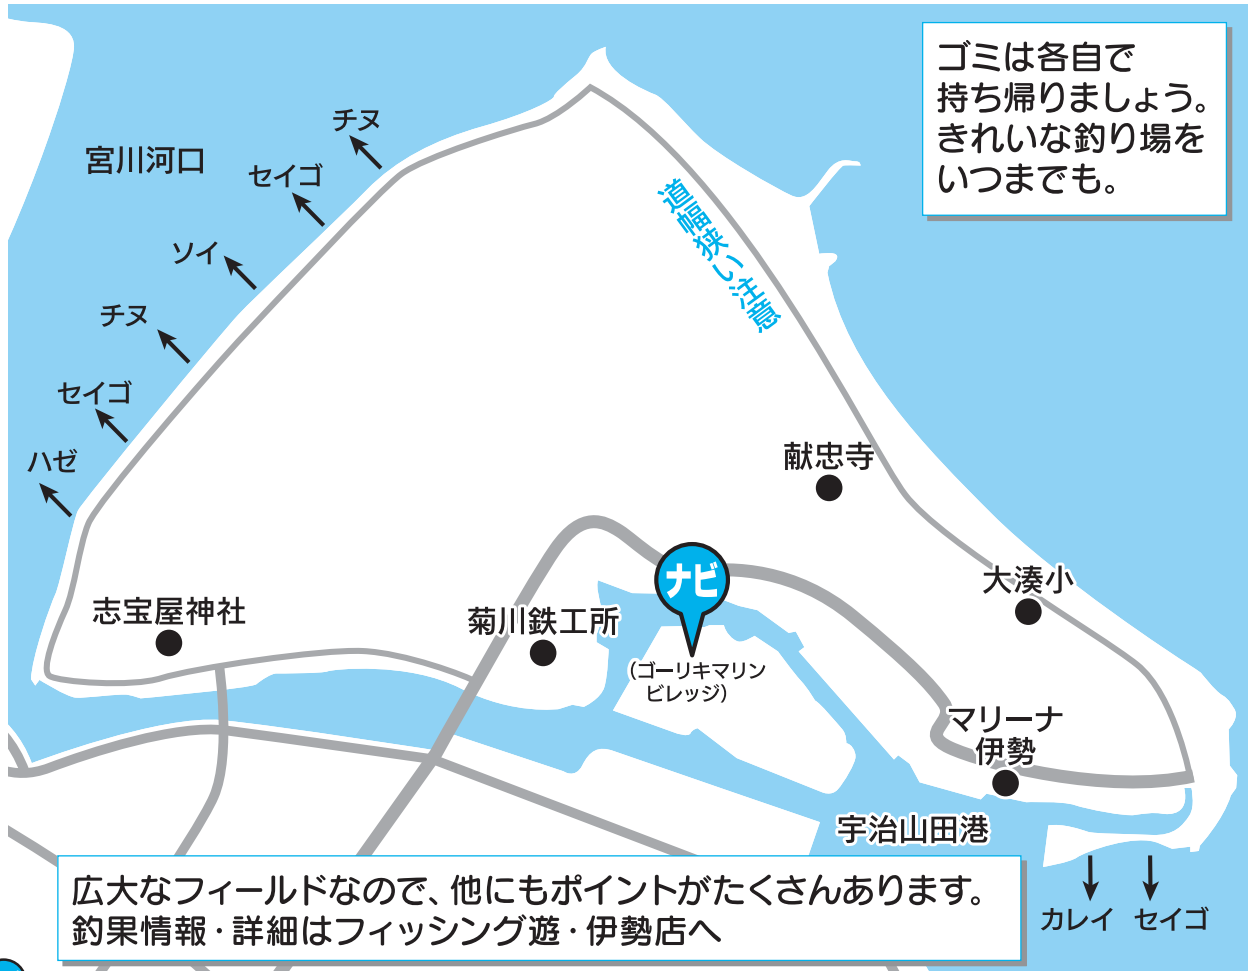 ゴミは各自で
持ち帰りましょう。
きれいな釣り場を
いつまでも。
チヌ
宮川河口
セイゴ
ソイ
チヌ
セイゴ
ハゼ
道幅狭い注意
献忠寺
大湊小
ナビ
(ゴーリキマリン
ビレッジ)
志宝屋神社
菊川鉄工所
マリーナ
伊勢
宇治山田港
カレイ
セイゴ
広大なフィールドなので、他にもポイントがたくさんあります。
釣果情報・詳細はフィッシング遊・伊勢店へ